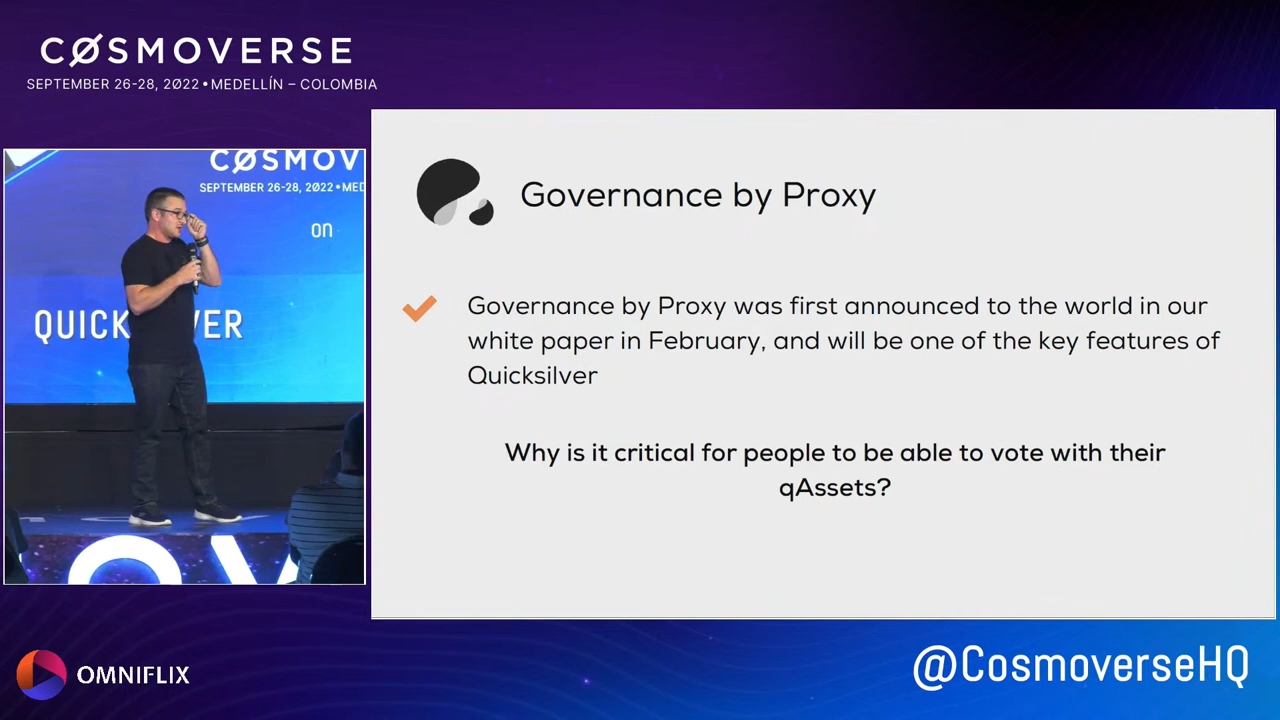 CØSMOVERSE
SEPTEMBER 26-28, 2Ø22 • MEDELLÍN – COLOMBIA
CØSMOV
SEPTEMBER 26-28, 2Ø22 • MED
on
QUICK VER
Governance by Proxy
Governance by Proxy was first announced to the world in our
white paper in February, and will be one of the key features of
Quicksilver
Why is it critical for people to be able to vote with their
qAssets?
OV
OMNIFLIX
@CosmoverseHQ